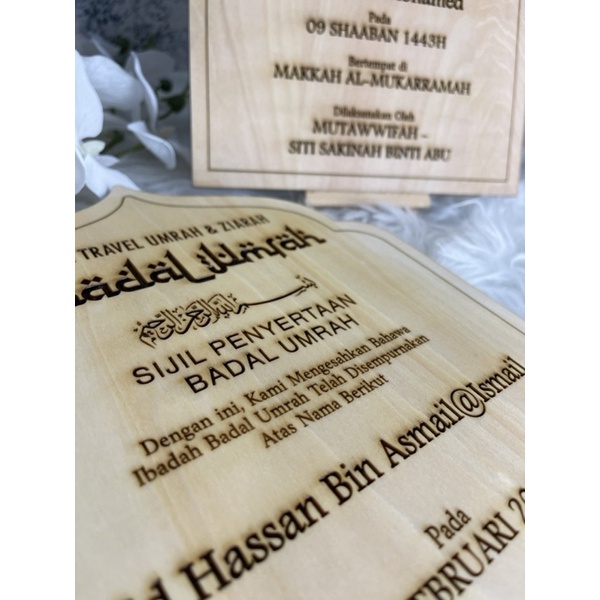 Pada
09 SHAABAN 1443H
Bertempat di
MAKKAH AL-MUKARRAMAH
Dilaksanakan Oleh
MUTAWWIFAH -
SITI SAKINAH BINTI ABU
TRAVEL UMRAH & ZIARAH
Badal Umrah
بسم الله الرحمن الرحيم
SIJIL PENYERTAAN
BADAL UMRAH
Dengan ini, Kami Mengesahkan Bahawa
Ibadah Badal Umrah Telah Disempurnakan
Atas Nama Berikut
Hassan Bin Asmail@Ismail
Pada